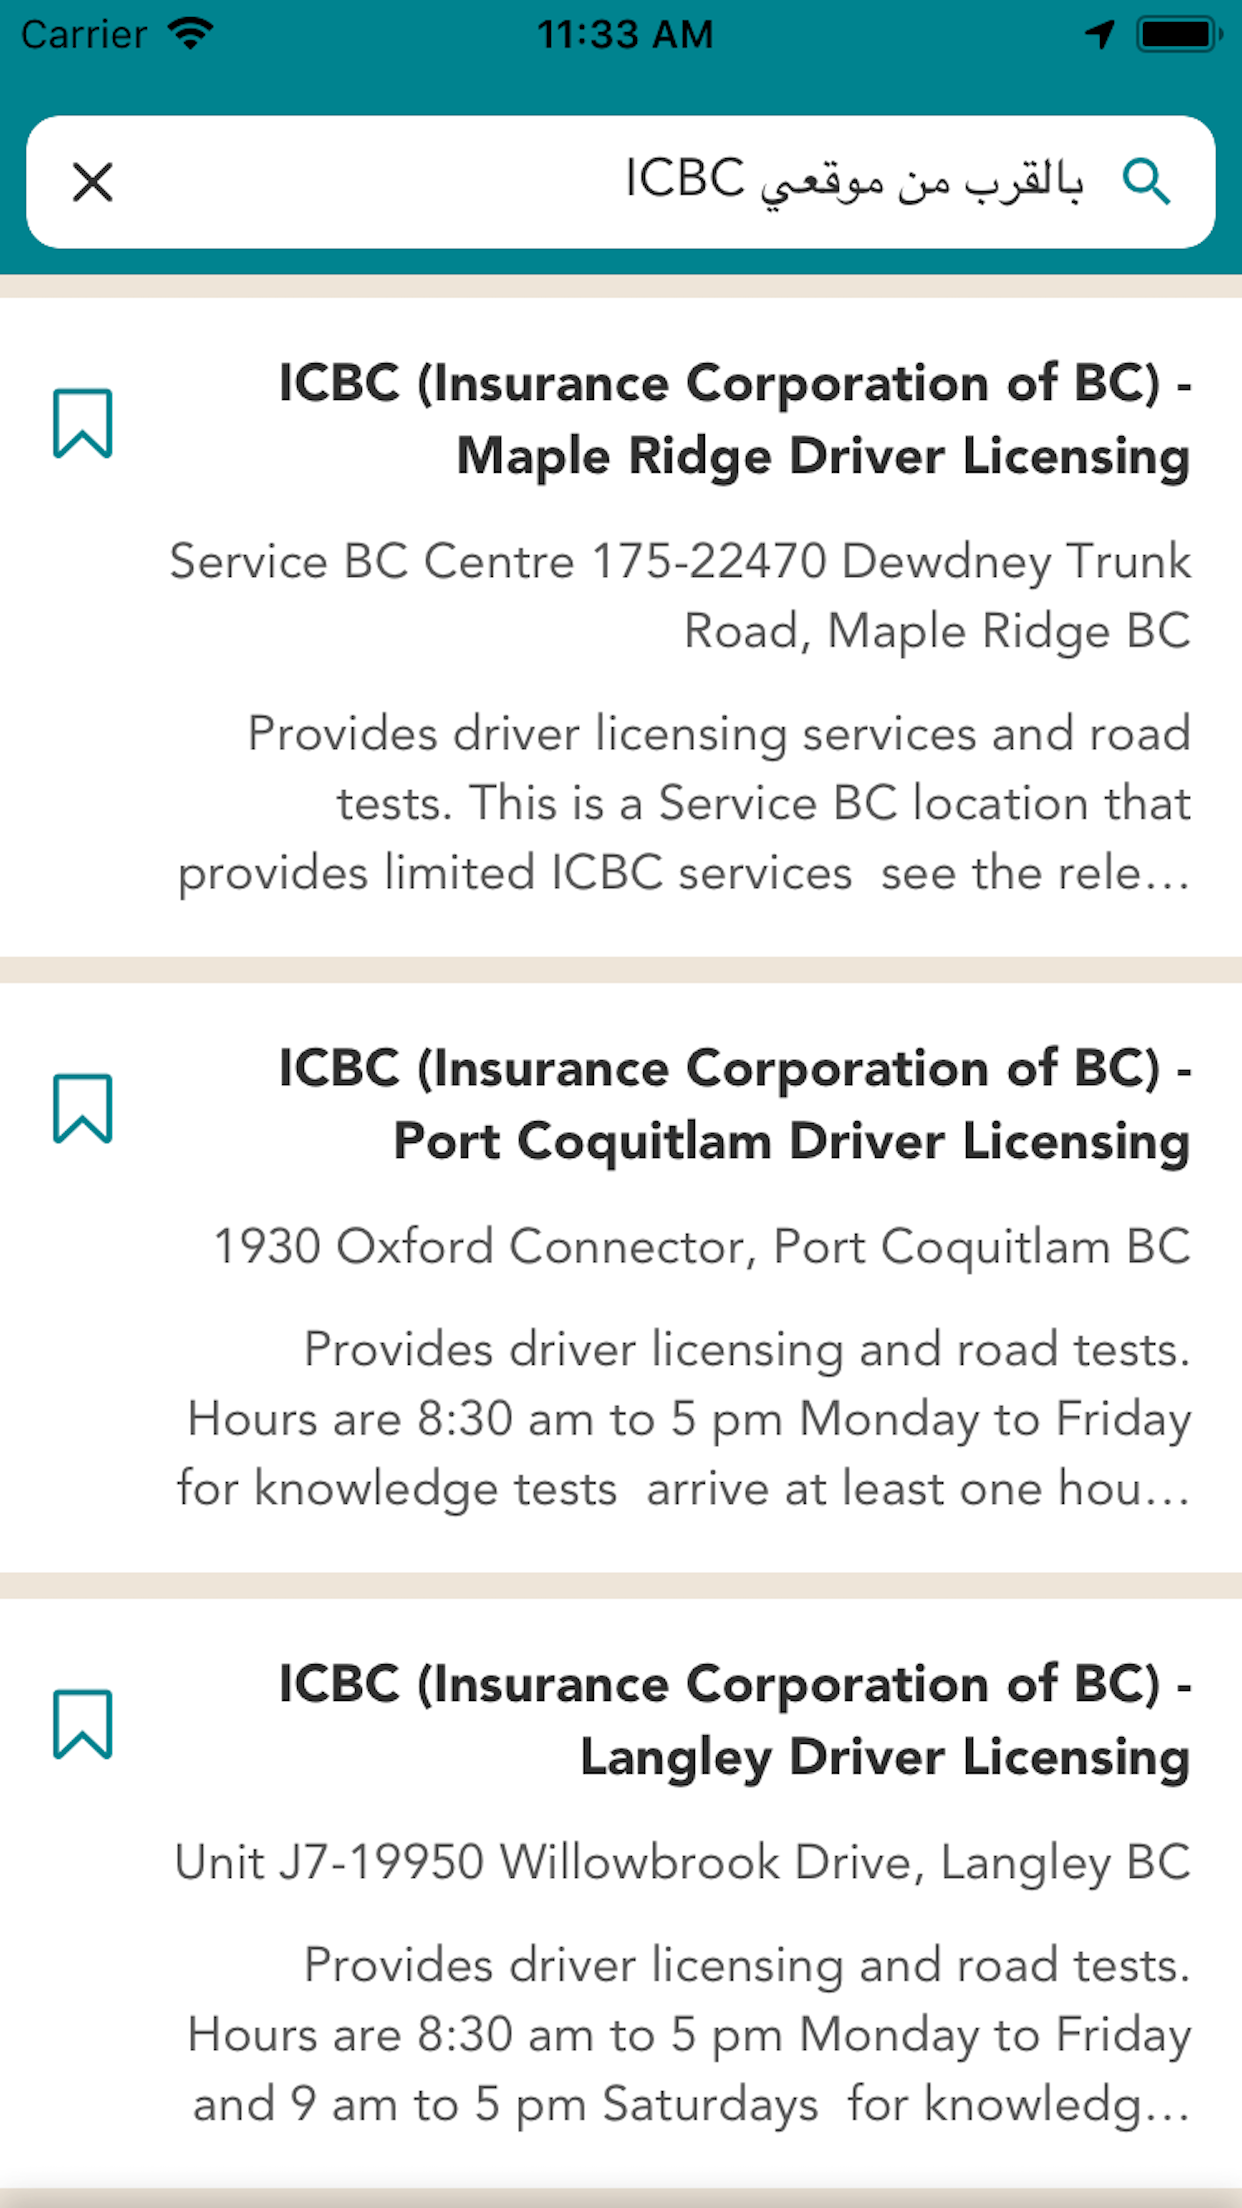 Carrier
11:33 AM
ICBC بالقرب من موقعي
ICBC (Insurance Corporation of BC) -
Maple Ridge Driver Licensing
Service BC Centre 175-22470 Dewdney Trunk
Road, Maple Ridge BC
Provides driver licensing services and road
tests. This is a Service BC location that
provides limited ICBC services  see the rele...
ICBC (Insurance Corporation of BC) -
Port Coquitlam Driver Licensing
1930 Oxford Connector, Port Coquitlam BC
Provides driver licensing and road tests.
Hours are 8:30 am to 5 pm Monday to Friday
for knowledge tests  arrive at least one hou...
ICBC (Insurance Corporation of BC) -
Langley Driver Licensing
Unit J7-19950 Willowbrook Drive, Langley BC
Provides driver licensing and road tests.
Hours are 8:30 am to 5 pm Monday to Friday
and 9 am to 5 pm Saturdays  for knowledg...